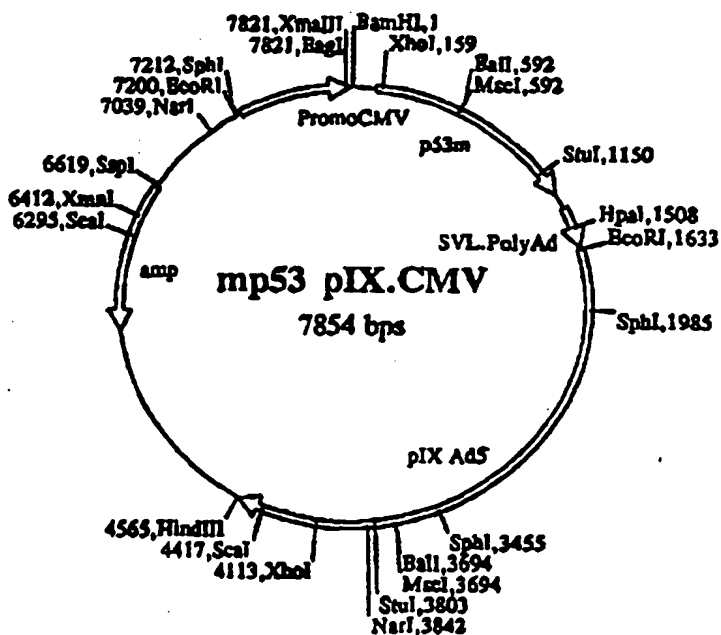 7821,XmaIII
BamHI,1
7821,EagI
XhoI,159
7212,SphI
7200,EcoRI
7039,NarI
BalI,592
MscI,592
PromoCMV
p53m
StuI,1150
6619,SspI
6412,XmnI
6295,ScaI
HpaI,1508
EcoRI,1633
SVL.PolyAd
amp
mp53 pIX.CMV
7854 bps
SphI,1985
pIX Ad5
4565,HindIII
4417,ScaI
4113,XhoI
SphI,3455
BalI,3694
MscI,3694
StuI,3803
NarI,3842